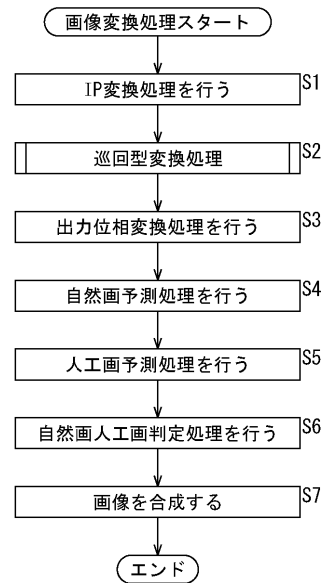 画像変換処理スタート
IP変換処理を行う S1
巡回型変換処理 S2
出力位相変換処理を行う S3
自然画予測処理を行う S4
人工画予測処理を行う S5
自然画人工画判定処理を行う S6
画像を合成する S7
エンド